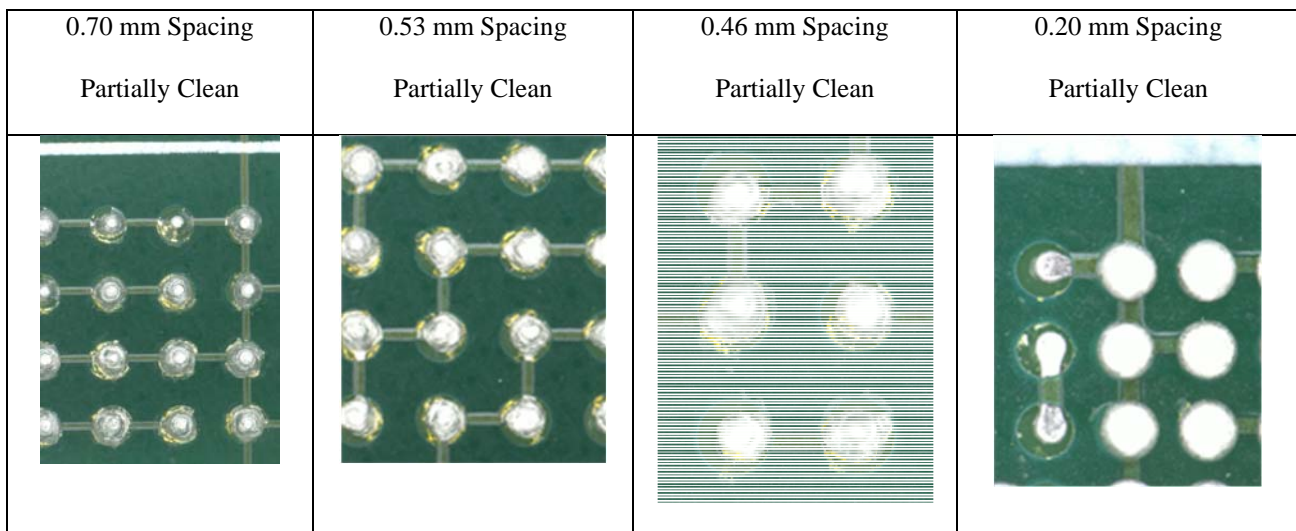 0.70 mm Spacing
Partially Clean
0.53 mm Spacing
Partially Clean
0.46 mm Spacing
Partially Clean
0.20 mm Spacing
Partially Clean